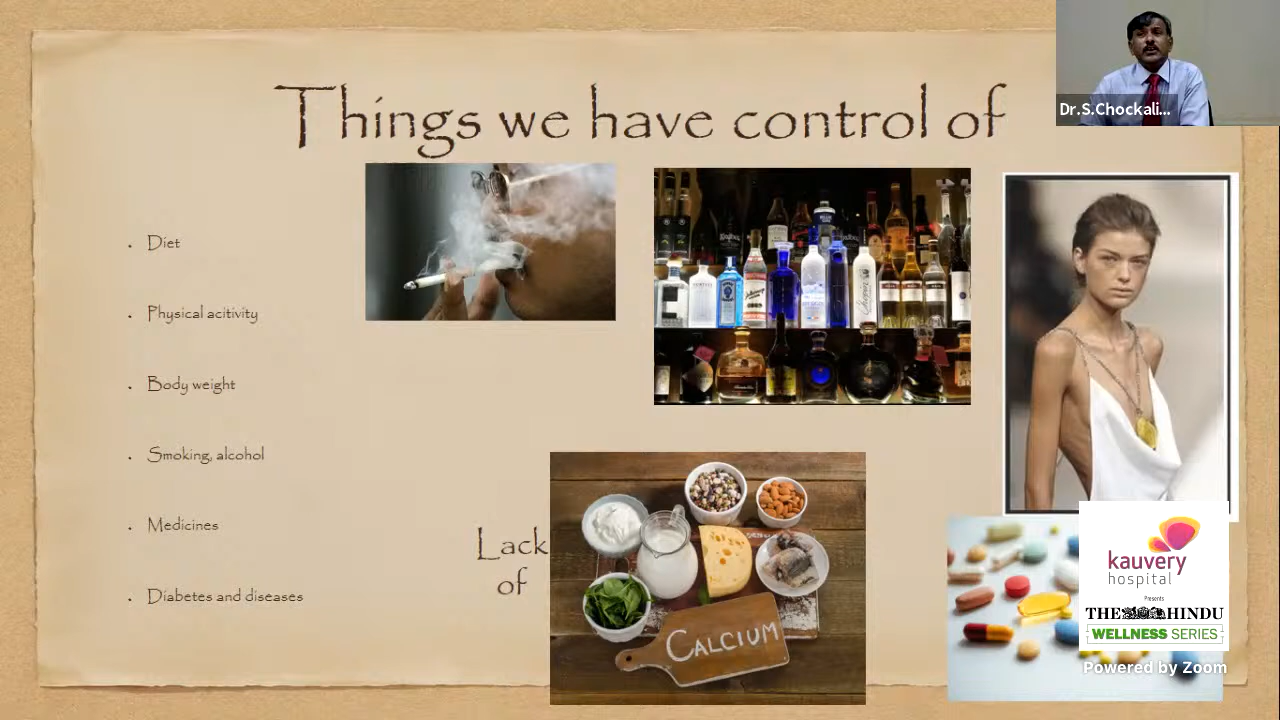 Things we have control of
Dr.S.Chockali...
. Diet
. Physical acitivity
. Body weight
. Smoking, alcohol
. Medicines
. Diabetes and diseases
Lack
of
CALCIUM
kauvery
hospital
Presents
THE HINDU
WELLNESS SERIES
Powered by Zoom